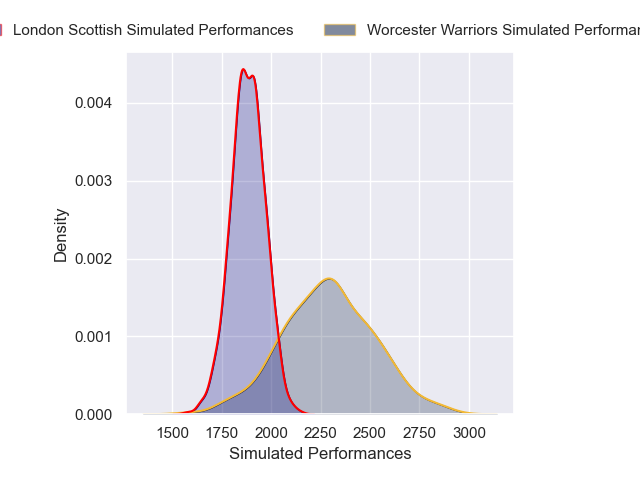 London Scottish Simulated Performances
Worcester Warriors Simulated
0.004
0.003
0.002
0.001
0.000
Density
1500 1750 2000 2250 2500 2750 3000
Simulated Performances